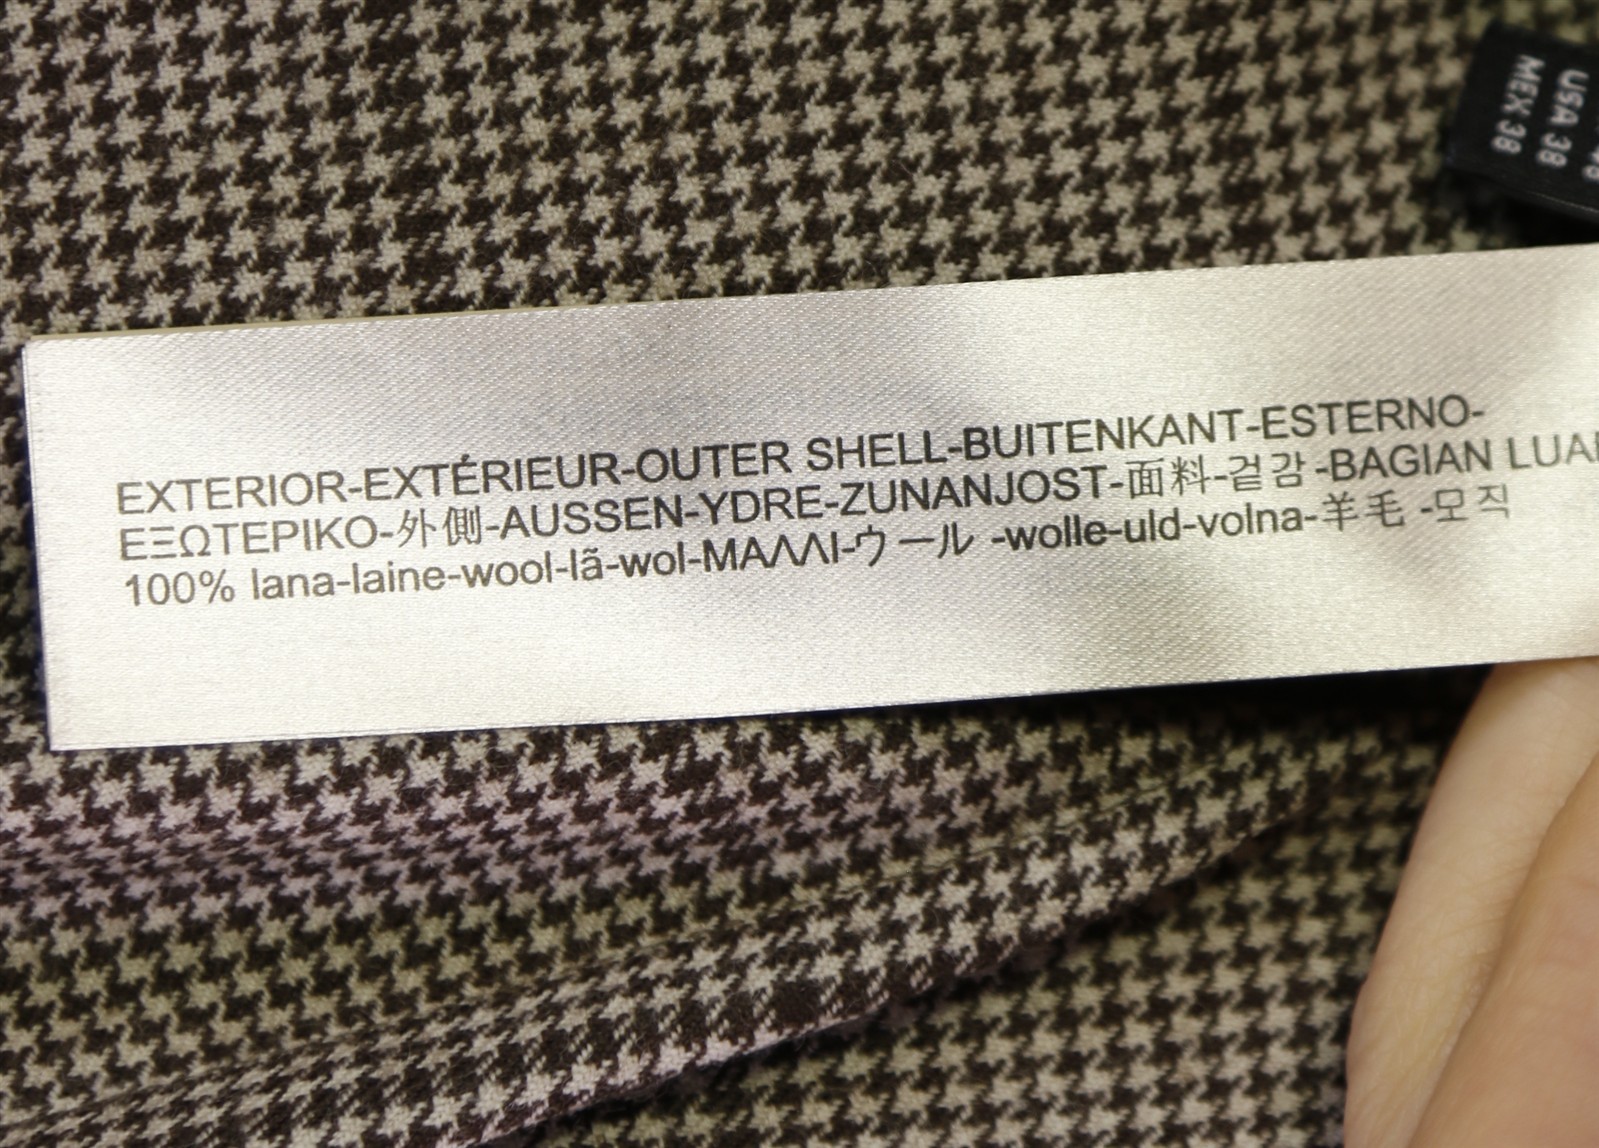 EXTERIOR-EXTÉRIEUR-OUTER SHELL-BUITENKANT-ESTERNO-
ΕΞΩΤΕΡΙΚΟ-外側-AUSSEN-YDRE-ZUNANJOST-面料-겉감-BAGIAN
100% lana-laine-wool-lã-wol-ΜΑΛΛΙ-ウール -wolle-uld-volna-羊毛 -모직
USA 38
MEX 38